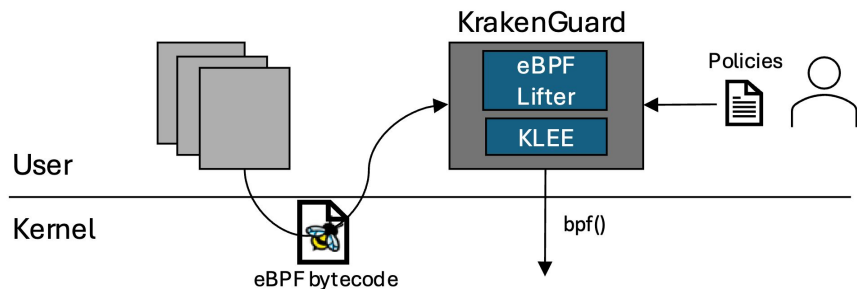 KrakenGuard
eBPF
Lifter
KLEE
Policies
User
Kernel
bpf()
eBPF bytecode